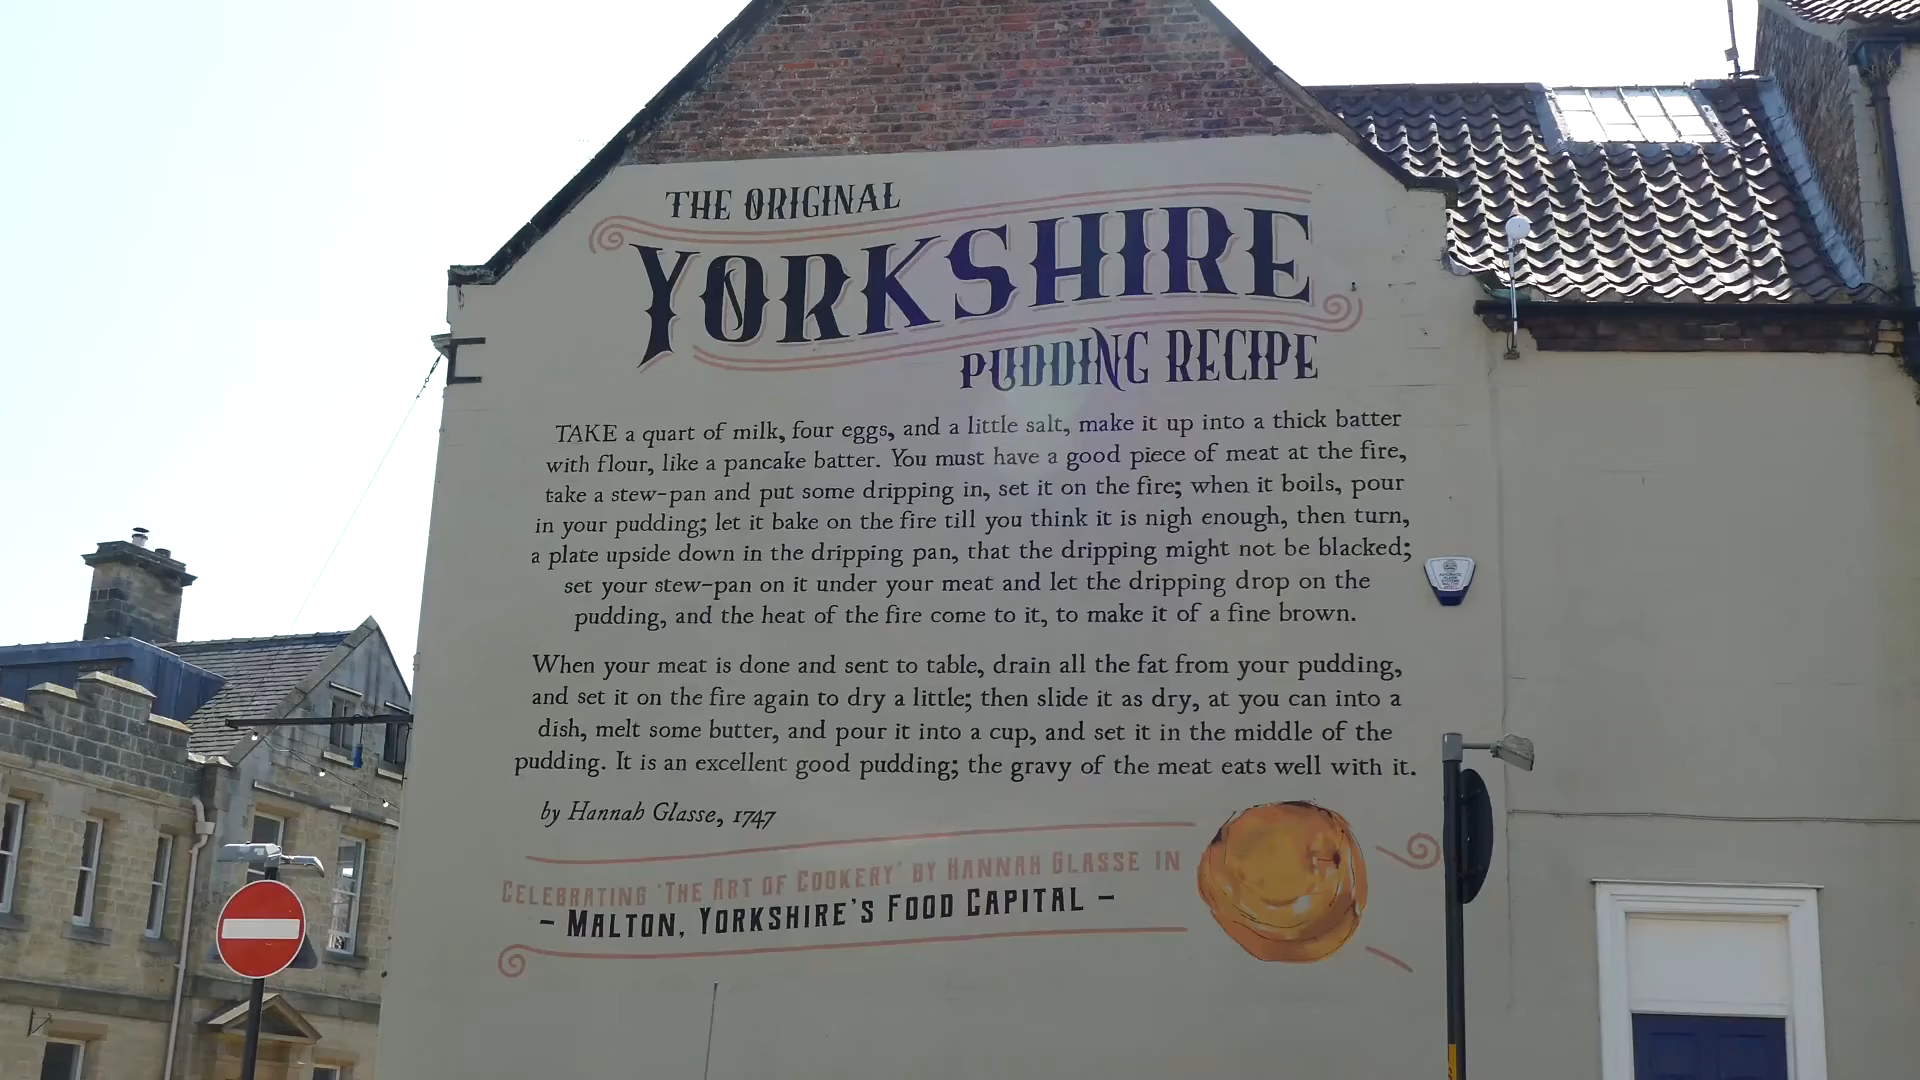 THE ORIGINAL
YORKSHIRE
PUDDING RECIPE
TAKE a quart of milk, four eggs, and a little salt, make it up into a thick batter
with flour, like a pancake batter. You must have a good piece of meat at the fire,
take a stew-pan and put some dripping in, set it on the fire; when it boils, pour
in your pudding; let it bake on the fire till you think it is nigh enough, then turn,
a plate upside down in the dripping pan, that the dripping might not be blacked;
set your stew-pan on it under your meat and let the dripping drop on the
pudding, and the heat of the fire come to it, to make it of a fine brown.
When your meat is done and sent to table, drain all the fat from your pudding,
and set it on the fire again to dry a little; then slide it as dry, at you can into a
dish, melt some butter, and pour it into a cup, and set it in the middle of the
pudding. It is an excellent good pudding; the gravy of the meat eats well with it.
by Hannah Glasse, 1747
CELEBRATING 'THE ART OF COOKERY' BY HANNAH GLASSE IN
- MALTON, YORKSHIRE'S FOOD CAPITAL -